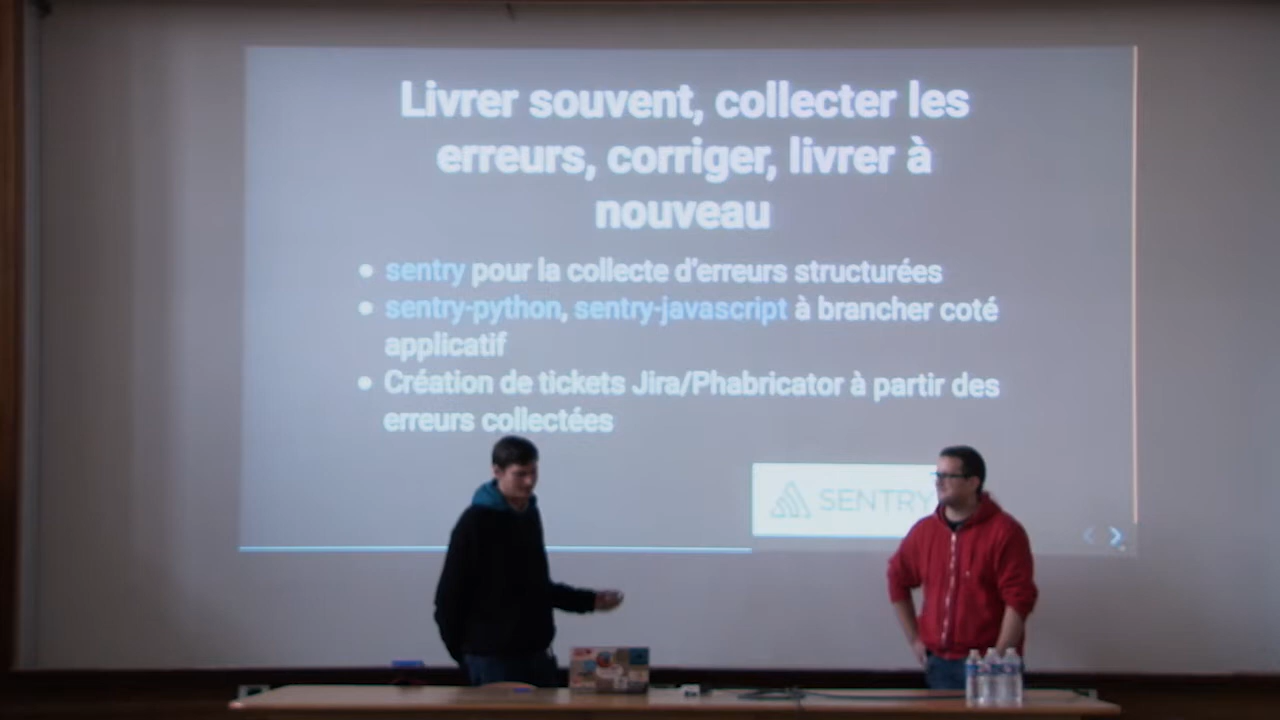 Livrer souvent, collecter les
erreurs, corriger, livrer à
nouveau
sentry pour la collecte d'erreurs structurées
sentry-python, sentry-javascript à brancher coté
applicatif
Création de tickets Jira/Phabricator à partir des
erreurs collectées
SENTRY